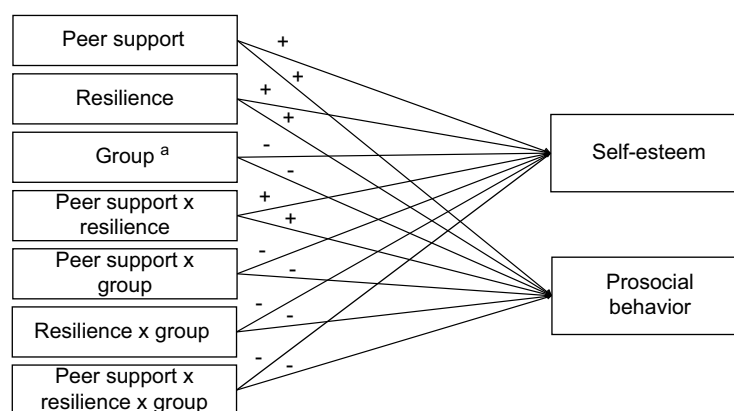 Peer support
Resilience
Group a
Peer support x
resilience
Peer support x
group
Resilience x group
Peer support x
resilience x group
+
+
+
+
-
-
+
+
-
-
-
-
-
-
Self-esteem
Prosocial
behavior